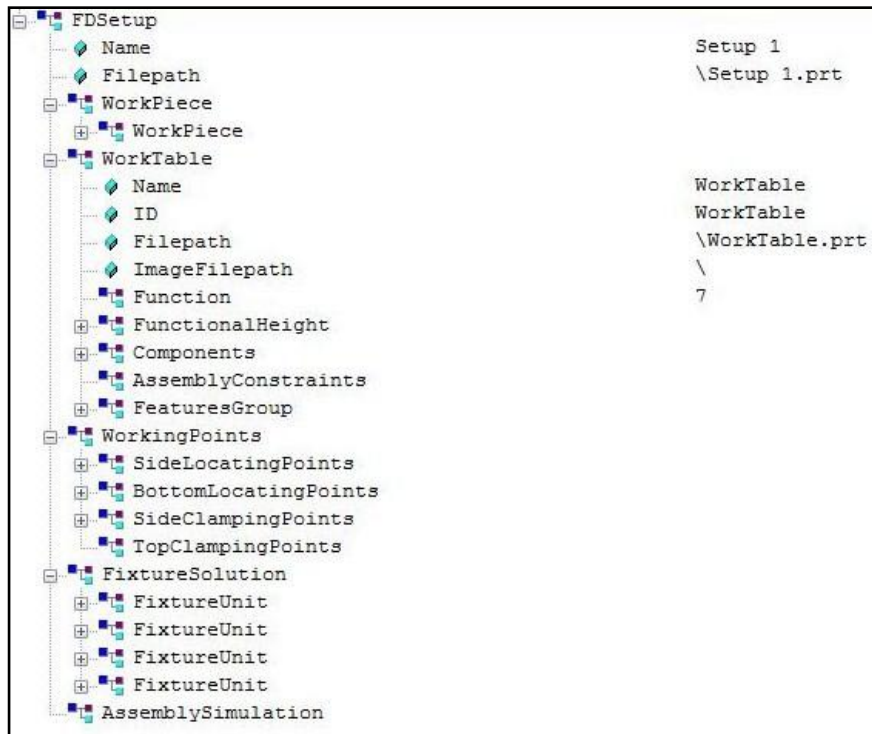 FDSetup
Name Setup 1
Filepath \Setup 1.prt
WorkPiece
WorkPiece
WorkTable
Name WorkTable
ID WorkTable
Filepath \WorkTable.prt
ImageFilepath \
Function 7
FunctionalHeight
Components
AssemblyConstraints
FeaturesGroup
WorkingPoints
SideLocatingPoints
BottomLocatingPoints
SideClampingPoints
TopClampingPoints
FixtureSolution
FixtureUnit
FixtureUnit
FixtureUnit
FixtureUnit
AssemblySimulation